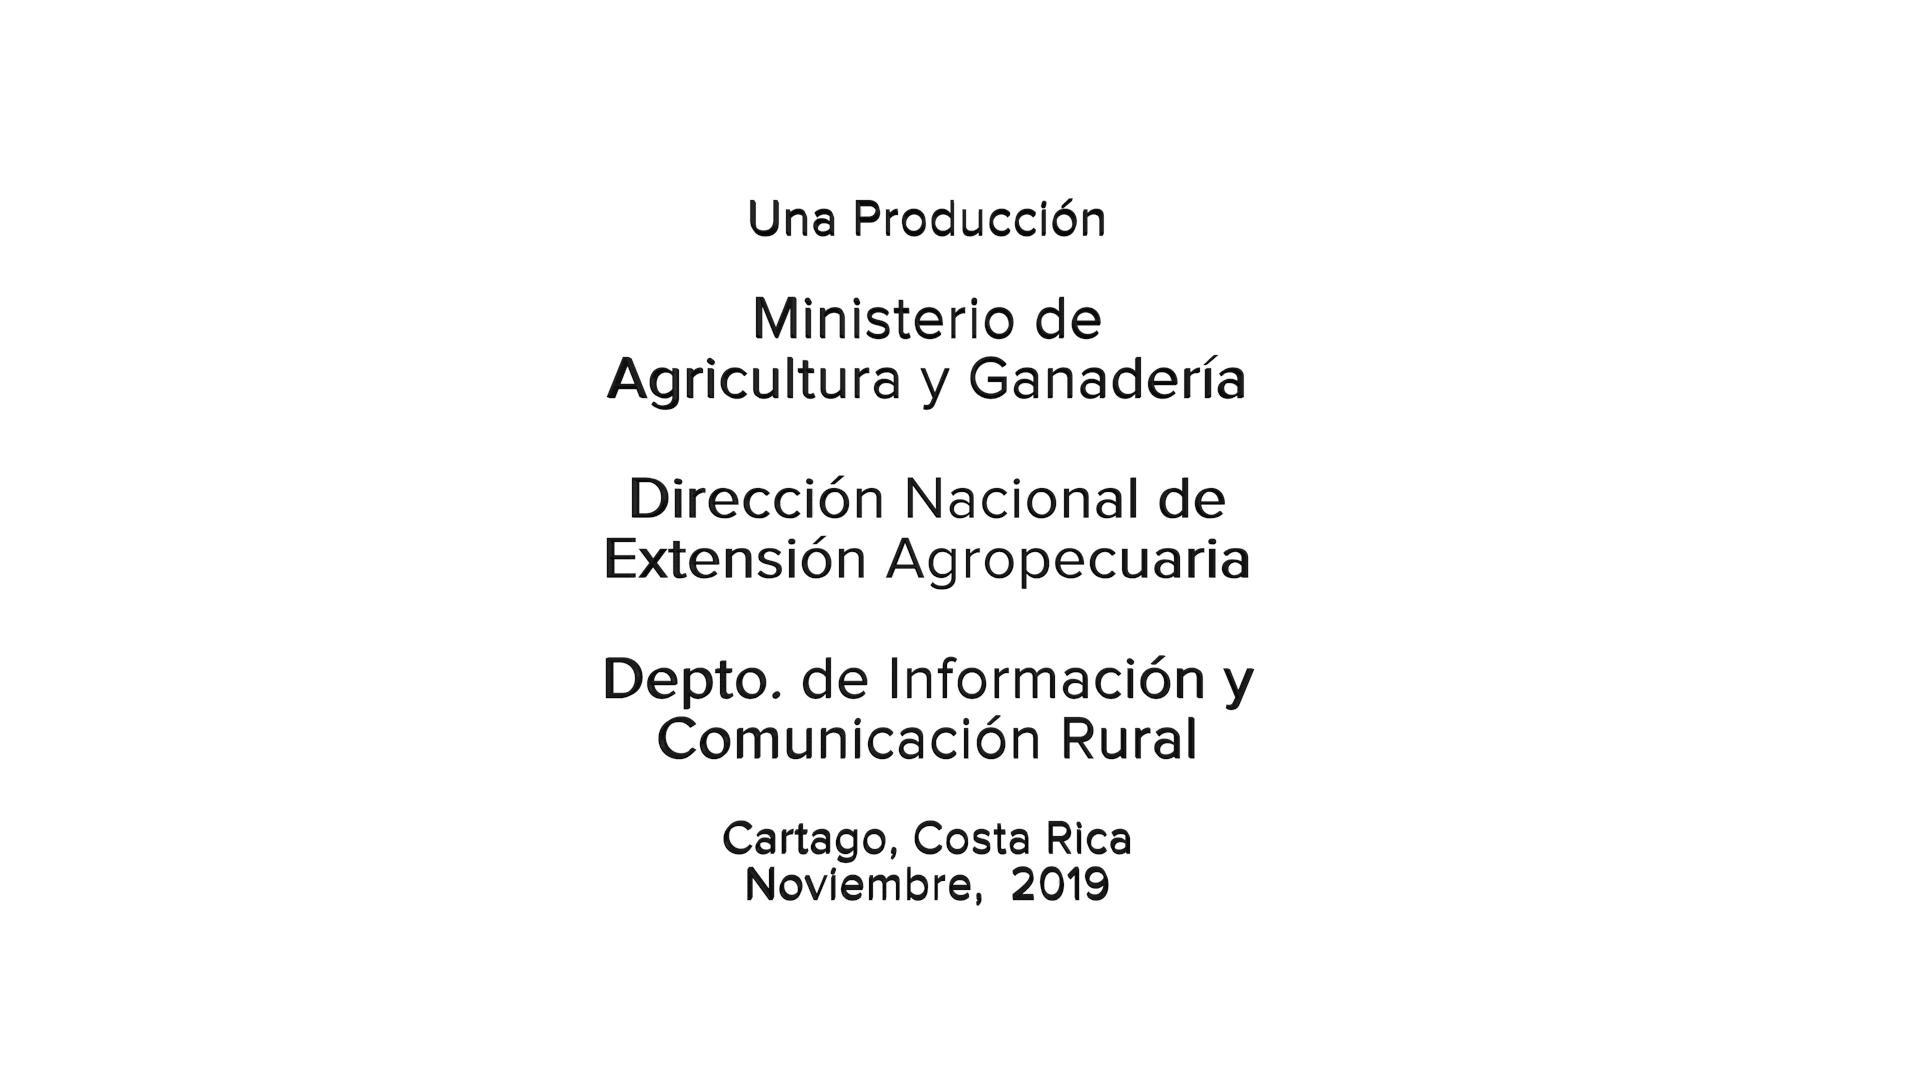 Una Producción
Ministerio de
Agricultura y Ganadería
Dirección Nacional de
Extensión Agropecuaria
Depto. de Información y
Comunicación Rural
Cartago, Costa Rica
Noviembre,  2019